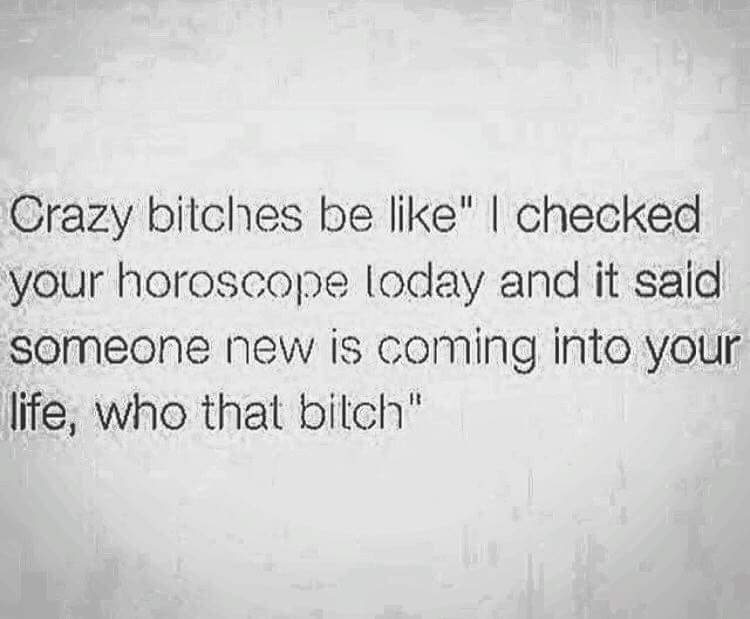 Crazy bitches be like" I checked
your horoscope today and it said
someone new is coming into your
life, who that bitch"